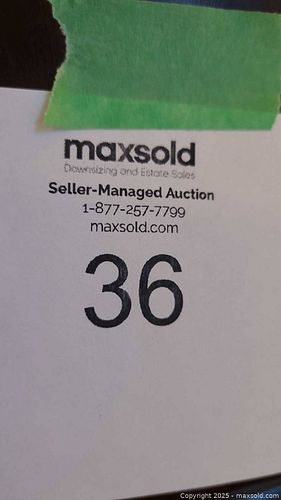 maxsold
Downsizing and Estate Sales
Seller-Managed Auction
1-877-257-7799
maxsold.com
36
Copyright 2025 - maxsold.com